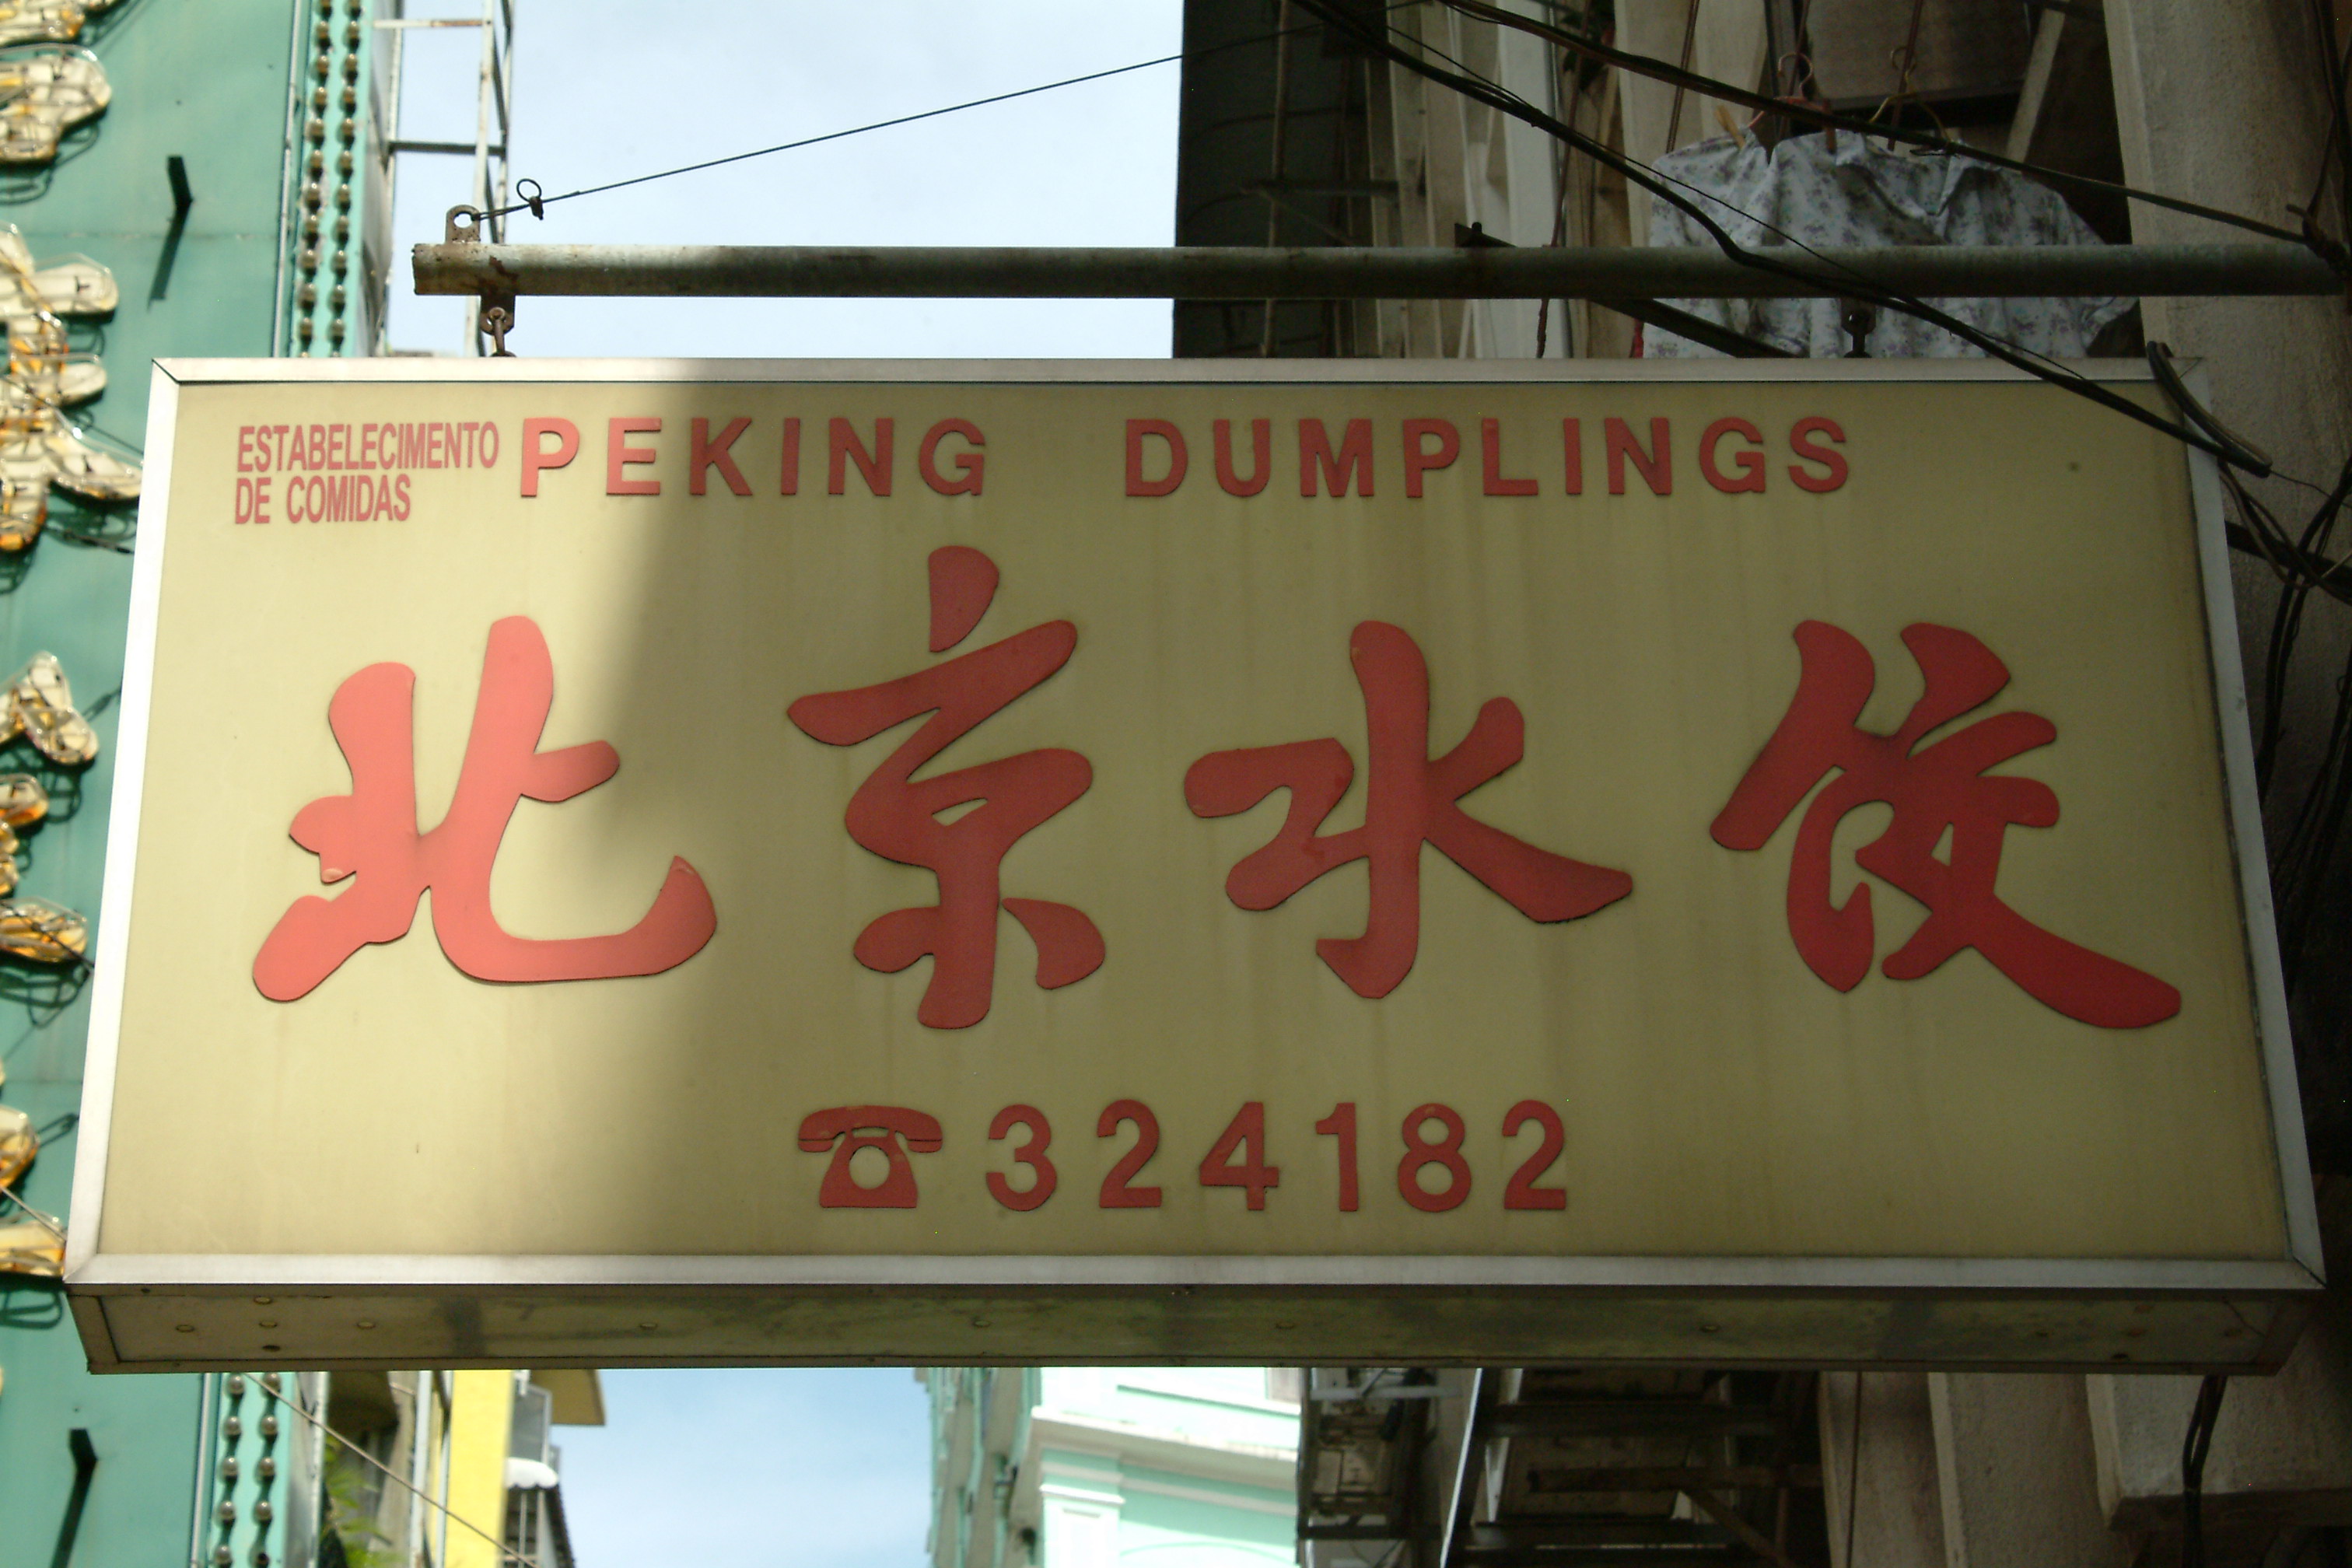 ESTABELECIMENTO
DE COMIDAS
PEKING DUMPLINGS
北京水饺
☎324182